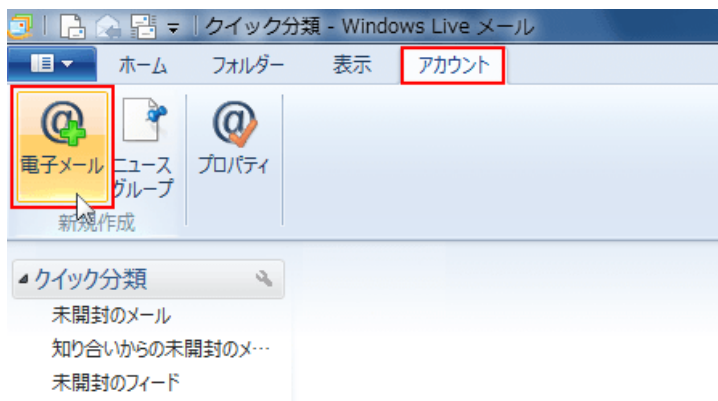 クイック分類 - Windows Live メール
ホーム フォルダー 表示 アカウント
電子メール ニュース グループ プロパティ
新規作成
クイック分類
未開封のメール
知り合いからの未開封のメ…
未開封のフィード